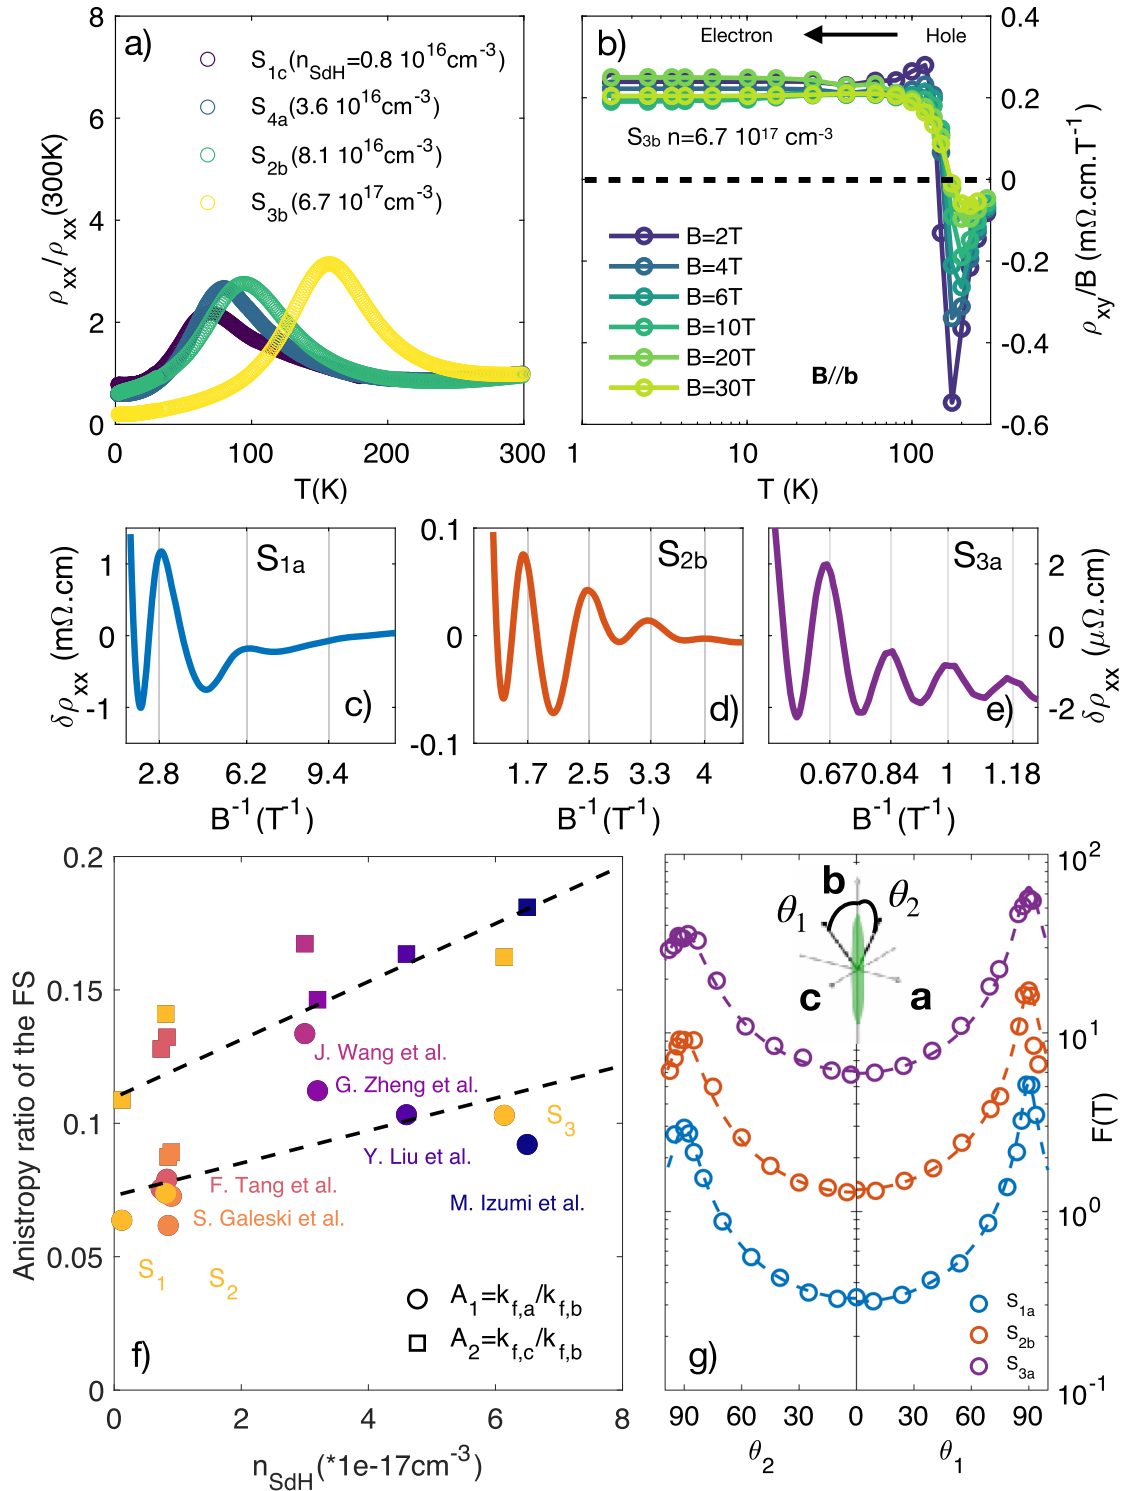 a)
S1c(nSdH=0.8 10^16cm^-3)
S4a(3.6 10^16cm^-3)
S2b(8.1 10^16cm^-3)
S3b(6.7 10^17cm^-3)
8
6
4
2
0
ρxx/ρxx(300K)
0 100 200 300
T(K)
b)
Electron Hole
S3b n=6.7 10^17 cm^-3
B=2T
B=4T
B=6T
B=10T
B=20T
B=30T
B//b
0.4
0.2
0
-0.2
-0.4
-0.6
ρxy/B (mΩ.cm.T^-1)
1 10 100
T (K)
S1a
c)
1
0
-1
δρxx (mΩ.cm)
2.8 6.2 9.4
B^-1(T^-1)
S2b
d)
0.1
0
-0.1
1.7 2.5 3.3 4
B^-1(T^-1)
S3a
e)
2
0
-2
δρxx (μΩ.cm)
0.67 0.84 1 1.18
B^-1(T^-1)
0.2
0.15
0.1
0.05
0
Anistropy ratio of the FS
J. Wang et al.
G. Zheng et al.
S3
Y. Liu et al.
F. Tang et al.
M. Izumi et al.
S. Galeski et al.
S1
S2
A1=kf,a/kf,b
A2=kf,c/kf,b
f)
0 2 4 6 8
nSdH(*1e-17cm^-3)
b
θ1 θ2
c a
S1a
S2b
S3a
g)
10^2
10^1
10^0
10^-1
F(T)
90 60 30 0 30 60 90
θ2 θ1